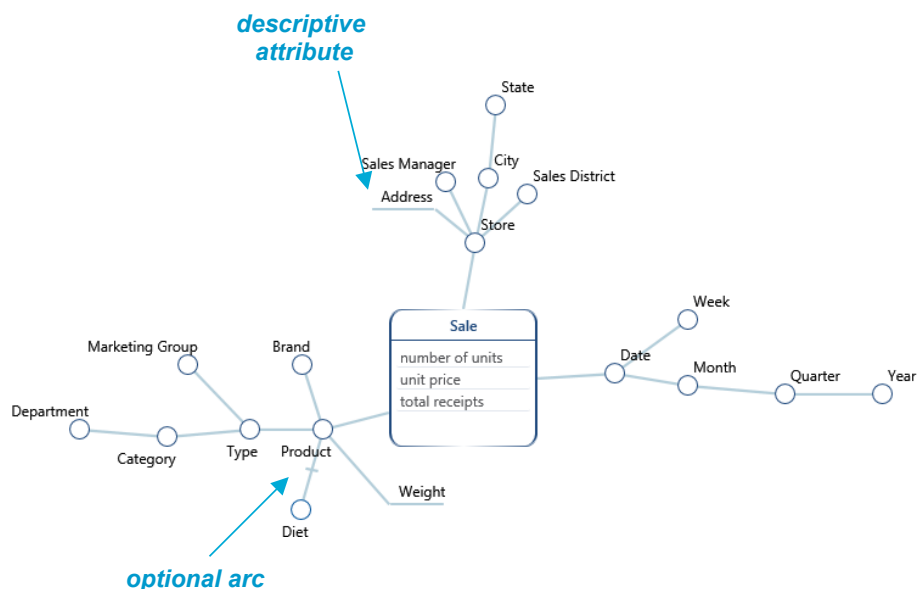 descriptive
attribute
State
Sales Manager
City
Sales District
Address
Store
Sale
number of units
unit price
total receipts
Week
Date
Month
Quarter
Year
Marketing Group
Brand
Department
Category
Type
Product
Weight
Diet
optional arc